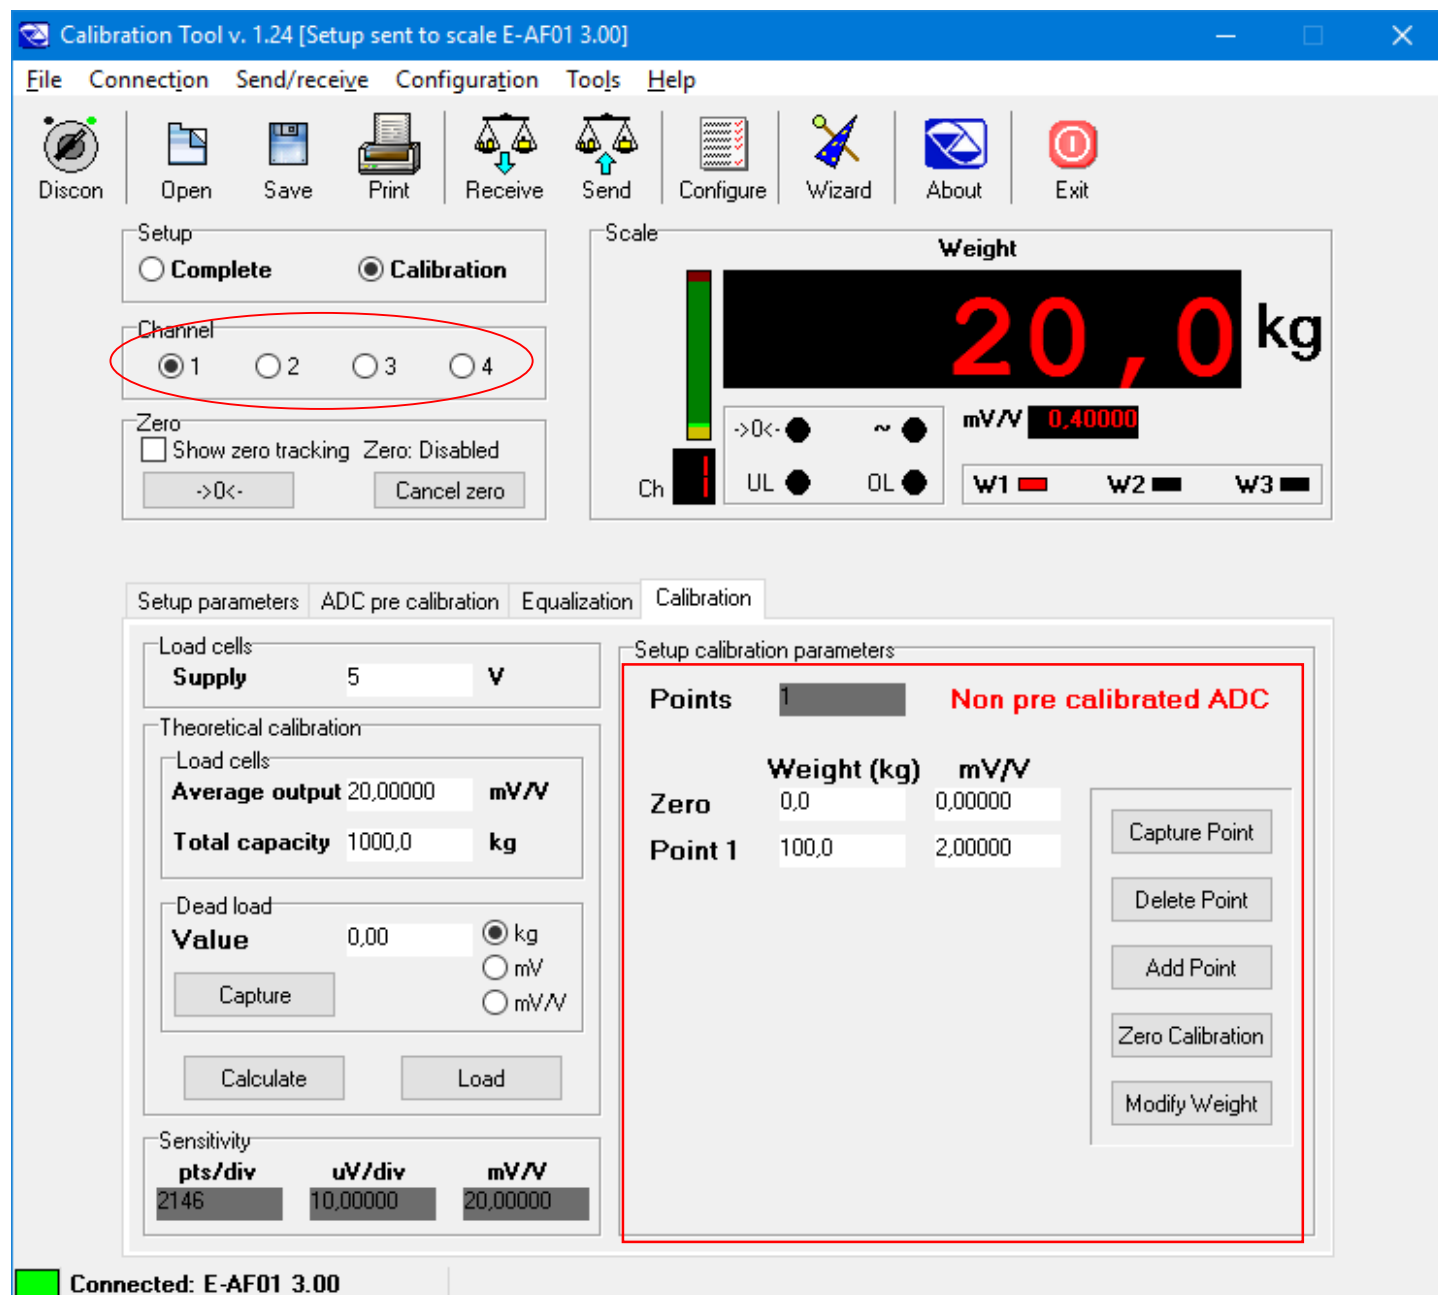 Calibration Tool v. 1.24 [Setup sent to scale E-AF01 3.00]
File Connection Send/receive Configuration Tools Help
Discon Open Save Print Receive Send Configure Wizard About Exit
Setup
Complete Calibration
Channel
1 2 3 4
Zero
Show zero tracking Zero: Disabled
->0<- Cancel zero
Scale
Weight
20,0 kg
mV/V 0,40000
->0<- ~
Ch 1 UL OL
W1 W2 W3
Setup parameters ADC pre calibration Equalization Calibration
Load cells
Supply 5 V
Theoretical calibration
Load cells
Average output 20,00000 mV/V
Total capacity 1000,0 kg
Dead load
Value 0,00 kg
mV
Capture mV/V
Calculate Load
Sensitivity
pts/div uV/div mV/V
2146 10,00000 20,00000
Setup calibration parameters
Points 1 Non pre calibrated ADC
Weight (kg) mV/V
Zero 0,0 0,00000
Point 1 100,0 2,00000
Capture Point
Delete Point
Add Point
Zero Calibration
Modify Weight
Connected: E-AF01 3.00